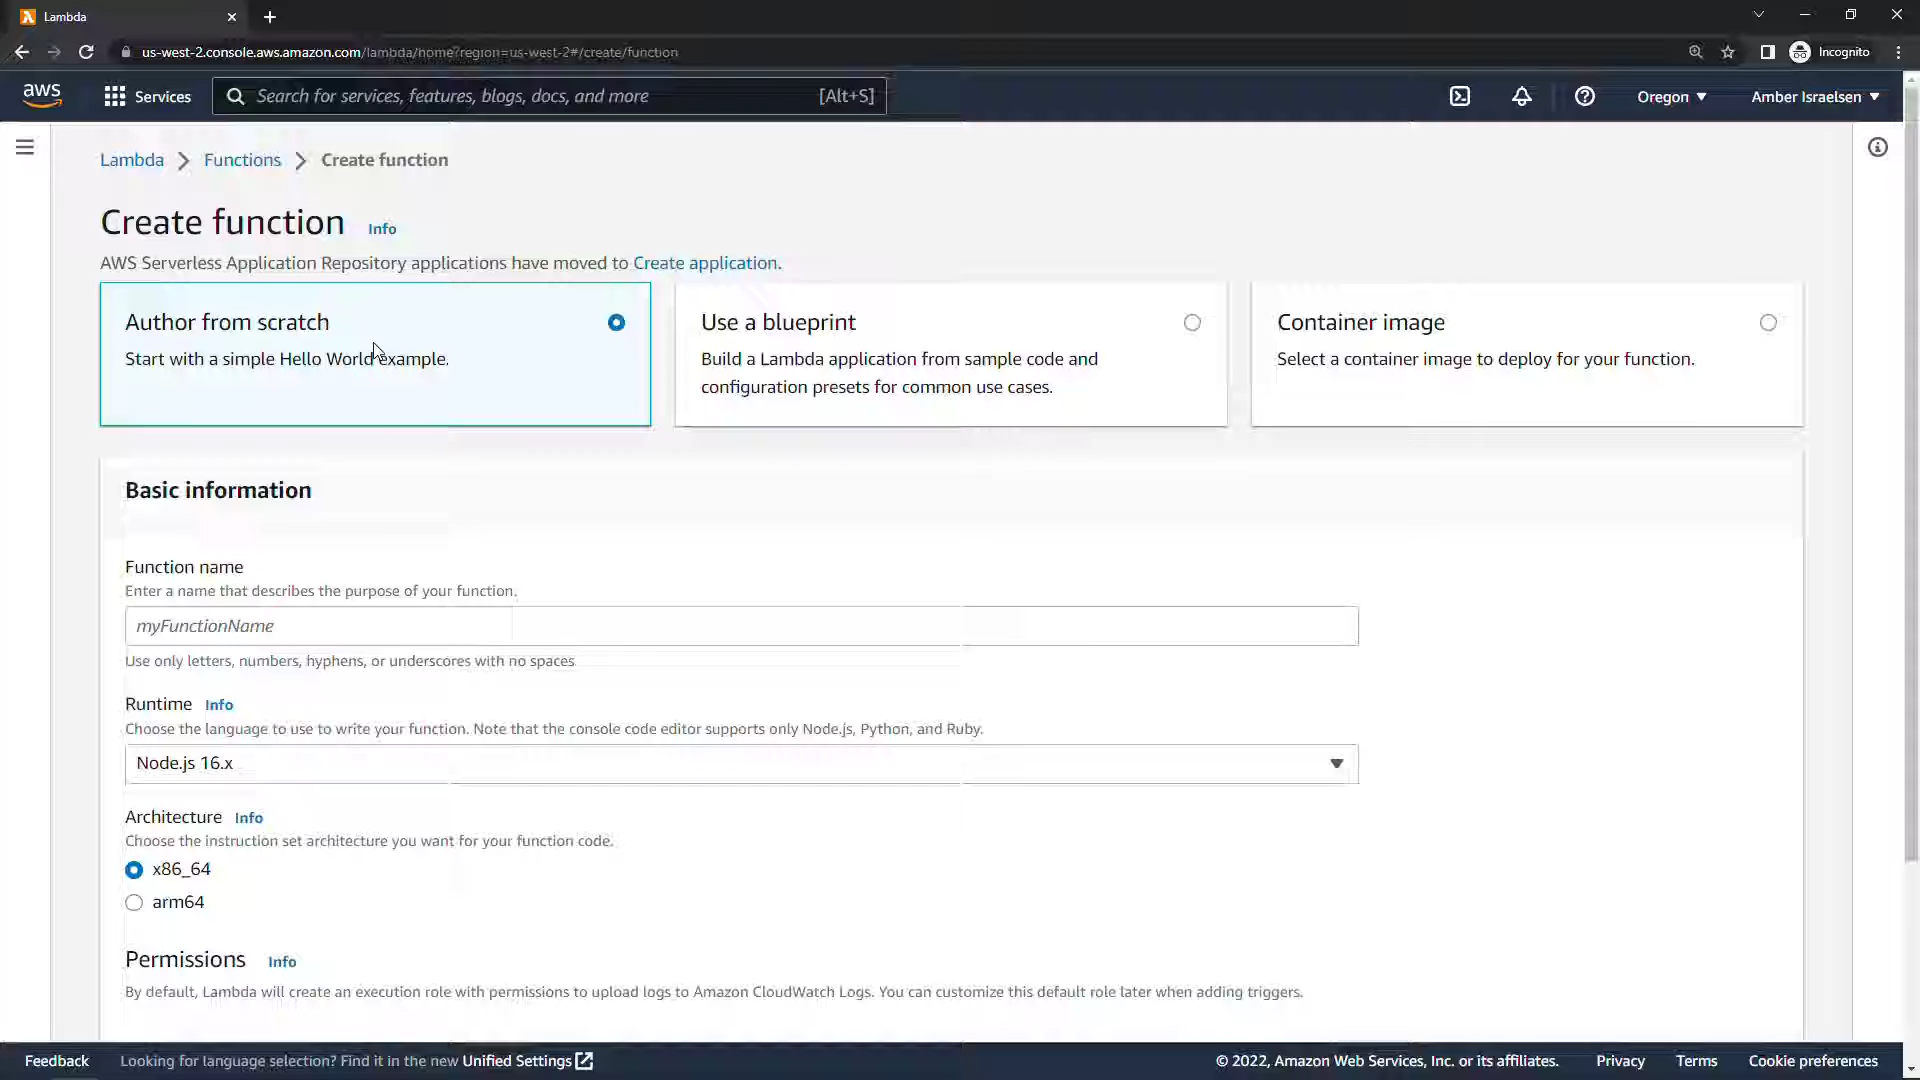 Lambda
us-west-2.console.aws.amazon.com/lambda/home?region=us-west-2#/create/function
Incognito
aws
Services
Search for services, features, blogs, docs, and more
[Alt+S]
Oregon
Amber Israelsen
Lambda
Functions
Create function
Create function
Info
AWS Serverless Application Repository applications have moved to Create application.
Author from scratch
Start with a simple Hello World example.
Use a blueprint
Build a Lambda application from sample code and
configuration presets for common use cases.
Container image
Select a container image to deploy for your function.
Basic information
Function name
Enter a name that describes the purpose of your function.
myFunctionName
Use only letters, numbers, hyphens, or underscores with no spaces
Runtime Info
Choose the language to use to write your function. Note that the console code editor supports only Node.js, Python, and Ruby.
Node.js 16.x
Architecture Info
Choose the instruction set architecture you want for your function code.
x86_64
arm64
Permissions Info
By default, Lambda will create an execution role with permissions to upload logs to Amazon CloudWatch Logs. You can customize this default role later when adding triggers.
Feedback
Looking for language selection? Find it in the new Unified Settings
© 2022, Amazon Web Services, Inc. or its affiliates.
Privacy
Terms
Cookie preferences